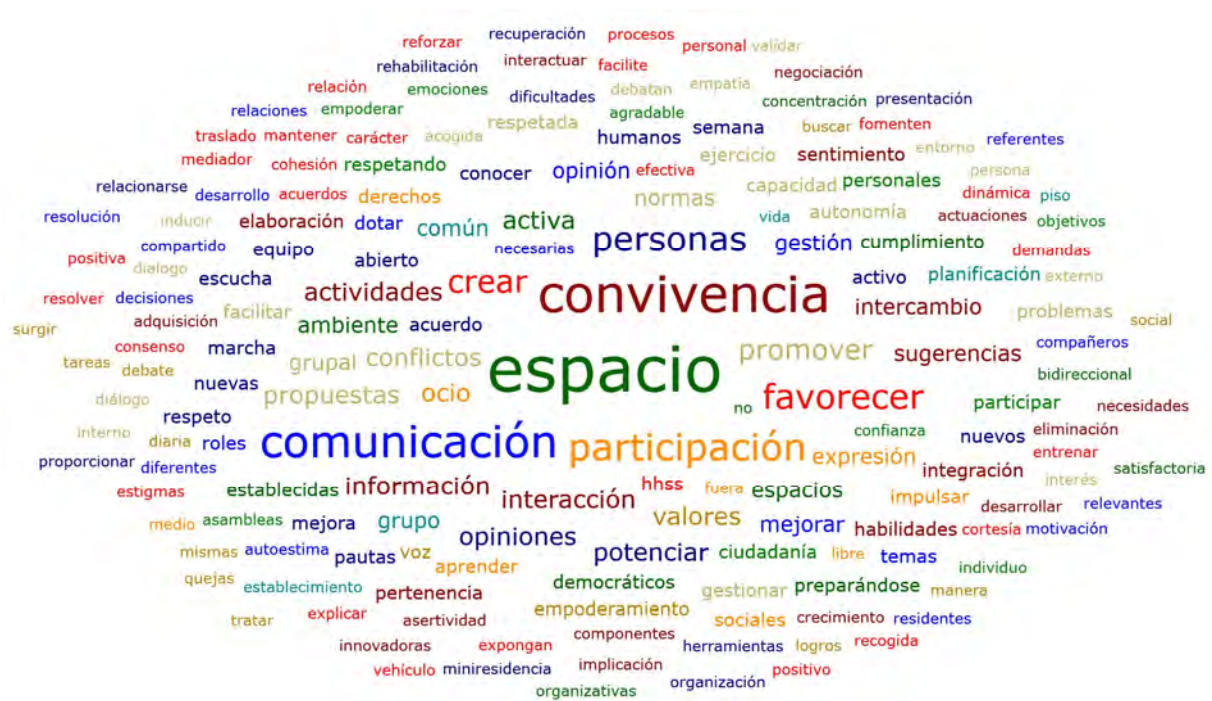 reforzar recuperación procesos personal validar
rehabilitación interactuar facilite negociación
relación emociones dificultades debatan empatía concentración presentación
relaciones empoderar respetada agradable buscar fomenten
traslado mantener carácter acogida humanos semana entorno referentes
mediador cohesión respetando conocer opinión efectiva ejercicio sentimiento persona
relacionarse desarrollo acuerdos derechos normas capacidad personales dinámica piso
resolución inducir elaboración dotar común activa vida autonomía actuaciones objetivos
positiva compartido equipo abierto necesarias personas gestión cumplimiento demandas
dialogo escucha actividades crear convivencia activo planificación externo
resolver decisiones facilitar intercambio problemas
surgir adquisición ambiente acuerdo social
consenso marcha grupal conflictos espacio promover sugerencias compañeros
tareas debate nuevas propuestas ocio favorecer bidireccional
diálogo respeto no participar necesidades
interno diaria roles comunicación participación expresión confianza nuevos eliminación
proporcionar diferentes integración entrenar satisfactoria
estigmas establecidas información interacción hhss fuera espacios impulsar interés
medio asambleas mejora grupo valores mejorar habilidades desarrollar relevantes
mismas autoestima pautas voz opiniones potenciar ciudadanía libre temas cortesía motivación
quejas establecimiento aprender democráticos gestionar preparándose individuo manera
pertenencia empoderamiento
tratar explicar asertividad sociales crecimiento residentes
innovadoras expongan componentes herramientas logros recogida
vehículo miniresidencia implicación positivo
organizativas organización